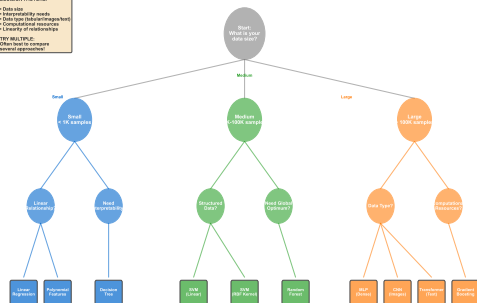 • Data size
• Interpretability needs
• Data type (tabular/images/text)
• Computational resources
• Linearity of relationships
TRY MULTIPLE:
Often best to compare
several approaches!
Start:
What is your
data size?
Small
Medium
Large
Small
< 1K samples
Medium
1-100K samples
Large
100K samples
Linear
Relationship?
Need
Interpretability?
Structured
Data?
Need Global
Optimum?
Data Type?
Computational
Resources?
Linear
Regression
Polynomial
Features
Decision
Tree
SVM
(Linear)
SVM
(RBF Kernel)
Random
Forest
CNN
(Images)
Transformer
(Text)
Gradient
Boosting